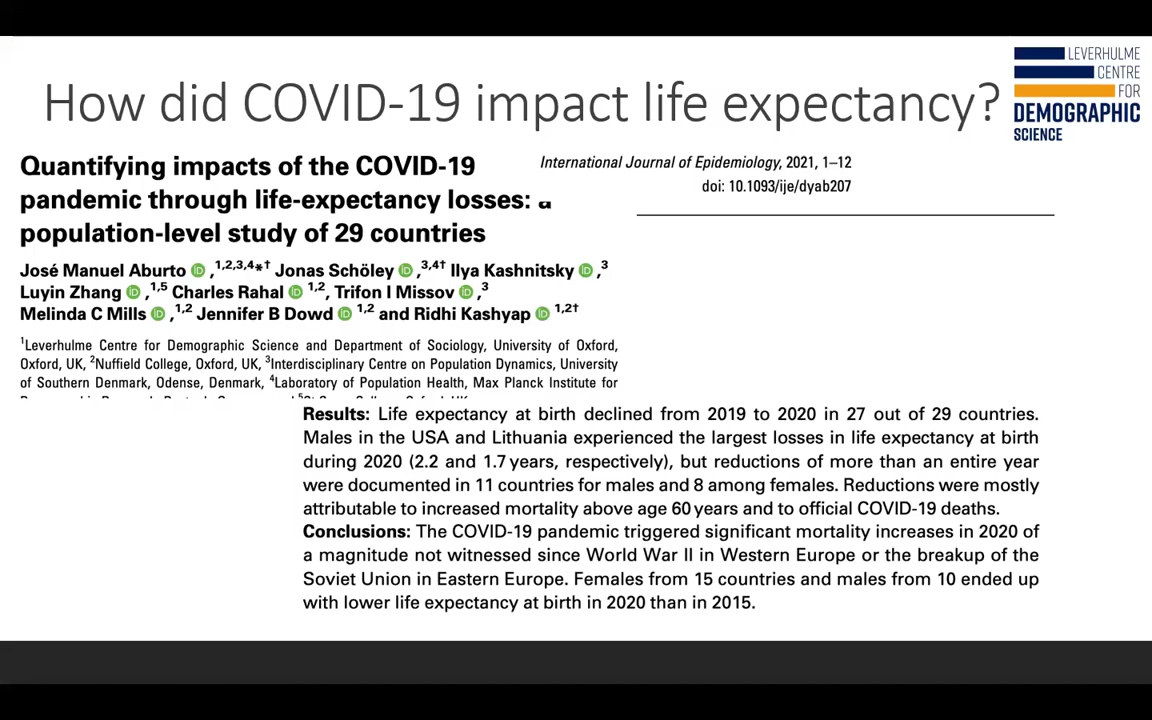 How did COVID-19 impact life expectancy?
LEVERHULME
CENTRE
FOR
DEMOGRAPHIC
SCIENCE
Quantifying impacts of the COVID-19
pandemic through life-expectancy losses: a
population-level study of 29 countries
International Journal of Epidemiology, 2021, 1–12
doi: 10.1093/ije/dyab207
José Manuel Aburto iD ,1,2,3,4*† Jonas Schöley iD ,3,4† Ilya Kashnitsky iD ,3
Luyin Zhang iD ,1,5 Charles Rahal iD 1,2, Trifon I Missov iD ,3
Melinda C Mills iD ,1,2 Jennifer B Dowd iD 1,2 and Ridhi Kashyap iD 1,2†
1Leverhulme Centre for Demographic Science and Department of Sociology, University of Oxford,
Oxford, UK, 2Nuffield College, Oxford, UK, 3Interdisciplinary Centre on Population Dynamics, University
of Southern Denmark, Odense, Denmark, 4Laboratory of Population Health, Max Planck Institute for
Results: Life expectancy at birth declined from 2019 to 2020 in 27 out of 29 countries.
Males in the USA and Lithuania experienced the largest losses in life expectancy at birth
during 2020 (2.2 and 1.7 years, respectively), but reductions of more than an entire year
were documented in 11 countries for males and 8 among females. Reductions were mostly
attributable to increased mortality above age 60 years and to official COVID-19 deaths.
Conclusions: The COVID-19 pandemic triggered significant mortality increases in 2020 of
a magnitude not witnessed since World War II in Western Europe or the breakup of the
Soviet Union in Eastern Europe. Females from 15 countries and males from 10 ended up
with lower life expectancy at birth in 2020 than in 2015.